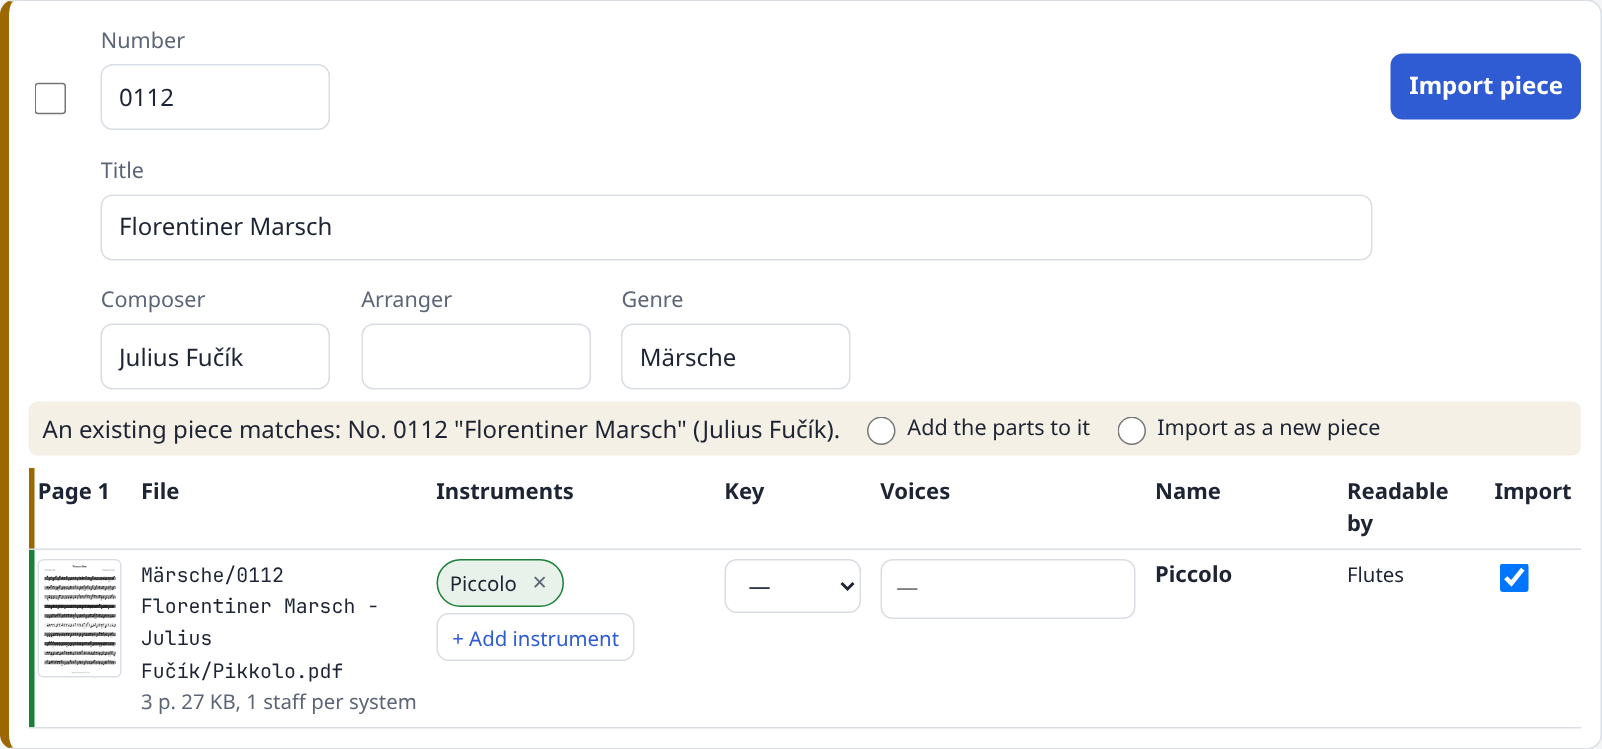 Number
0112
Import piece
Title
Florentiner Marsch
Composer Arranger Genre
Julius Fučík Märsche
An existing piece matches: No. 0112 "Florentiner Marsch" (Julius Fučík). Add the parts to it Import as a new piece
Page 1 File Instruments Key Voices Name Readable by Import
Märsche/0112
Florentiner Marsch -
Julius
Fučík/Pikkolo.pdf
3 p. 27 KB, 1 staff per system
Piccolo ×
+ Add instrument
—
—
Piccolo
Flutes